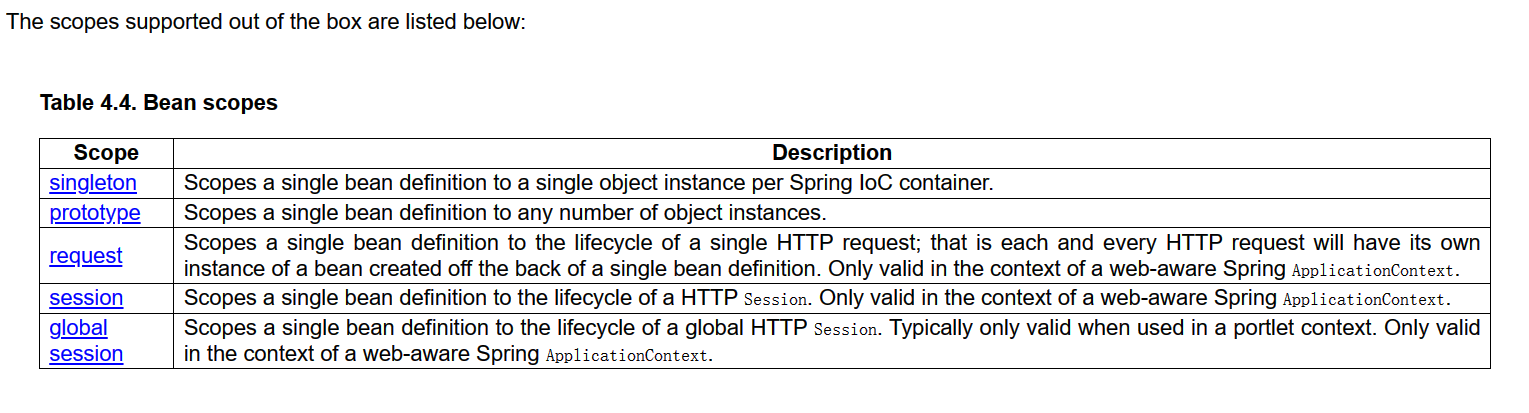 The scopes supported out of the box are listed below:
Table 4.4. Bean scopes
Scope Description
singleton Scopes a single bean definition to a single object instance per Spring IoC container.
prototype Scopes a single bean definition to any number of object instances.
request Scopes a single bean definition to the lifecycle of a single HTTP request; that is each and every HTTP request will have its own
instance of a bean created off the back of a single bean definition. Only valid in the context of a web-aware Spring ApplicationContext.
session Scopes a single bean definition to the lifecycle of a HTTP Session. Only valid in the context of a web-aware Spring ApplicationContext.
global Scopes a single bean definition to the lifecycle of a global HTTP Session. Typically only valid when used in a portlet context. Only valid
session in the context of a web-aware Spring ApplicationContext.